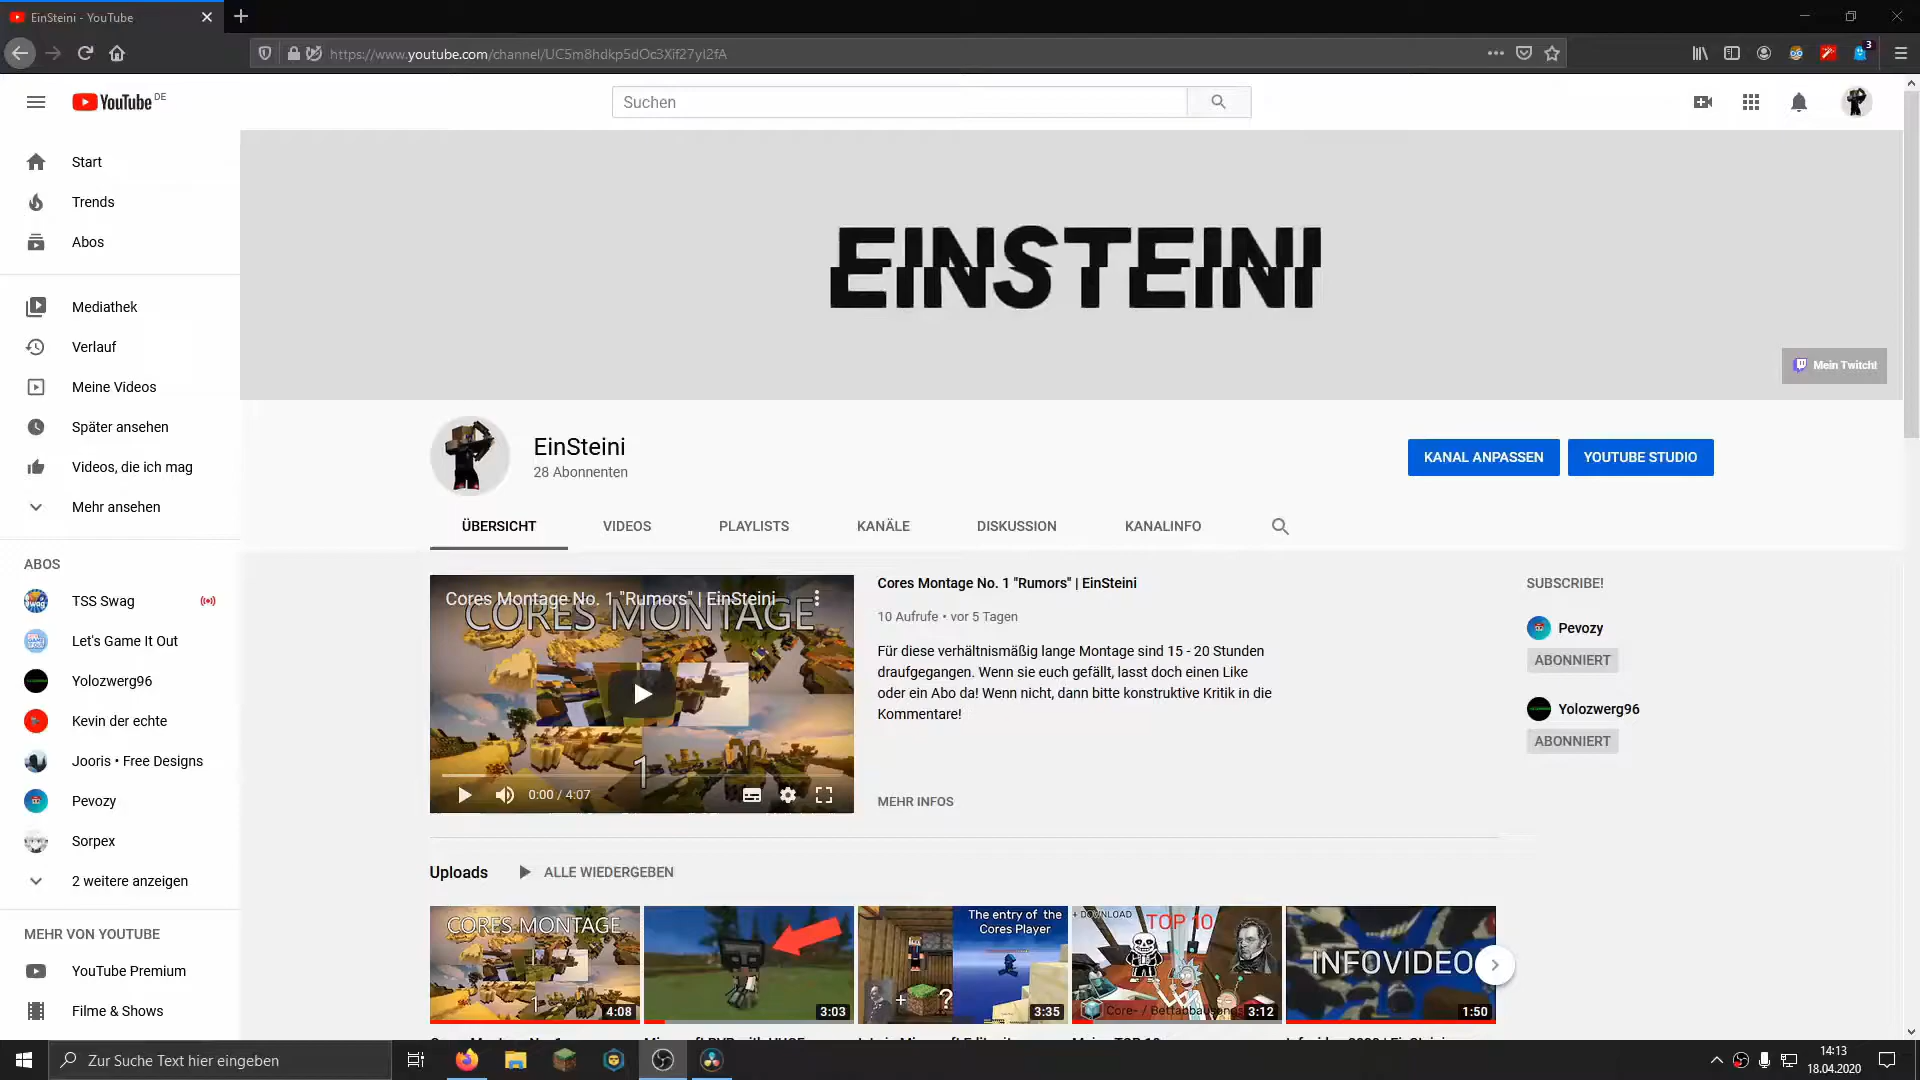 EinSteini - YouTube
https://www.youtube.com/channel/UC5m8hdkp5dOc3Xif27yl2fA
3
YouTube DE
Suchen
Start
Trends
Abos
Mediathek
Verlauf
Meine Videos
Später ansehen
Videos, die ich mag
Mehr ansehen
ABOS
TSS Swag
Let's Game It Out
Yolozwerg96
Kevin der echte
Jooris • Free Designs
Pevozy
Sorpex
2 weitere anzeigen
MEHR VON YOUTUBE
YouTube Premium
Filme & Shows
EINSTEINI
Mein Twitch!
EinSteini
28 Abonnenten
KANAL ANPASSEN
YOUTUBE STUDIO
ÜBERSICHT
VIDEOS
PLAYLISTS
KANÄLE
DISKUSSION
KANALINFO
Cores Montage No. 1 "Rumors" | EinSteini
CORES MONTAGE
1
0:00 / 4:07
Cores Montage No. 1 "Rumors" | EinSteini
10 Aufrufe • vor 5 Tagen
Für diese verhältnismäßig lange Montage sind 15 - 20 Stunden
draufgegangen. Wenn sie euch gefällt, lasst doch einen Like
oder ein Abo da! Wenn nicht, dann bitte konstruktive Kritik in die
Kommentare!
MEHR INFOS
SUBSCRIBE!
Pevozy
ABONNIERT
Yolozwerg96
ABONNIERT
Uploads
ALLE WIEDERGEBEN
CORES MONTAGE
1
4:08
3:03
The entry of the
Cores Player
+ ?
3:35
+ DOWNLOAD
TOP 10
Core- / Bettabbausongs
3:12
INFOVIDEO
1:50
Zur Suche Text hier eingeben
14:13
18.04.2020